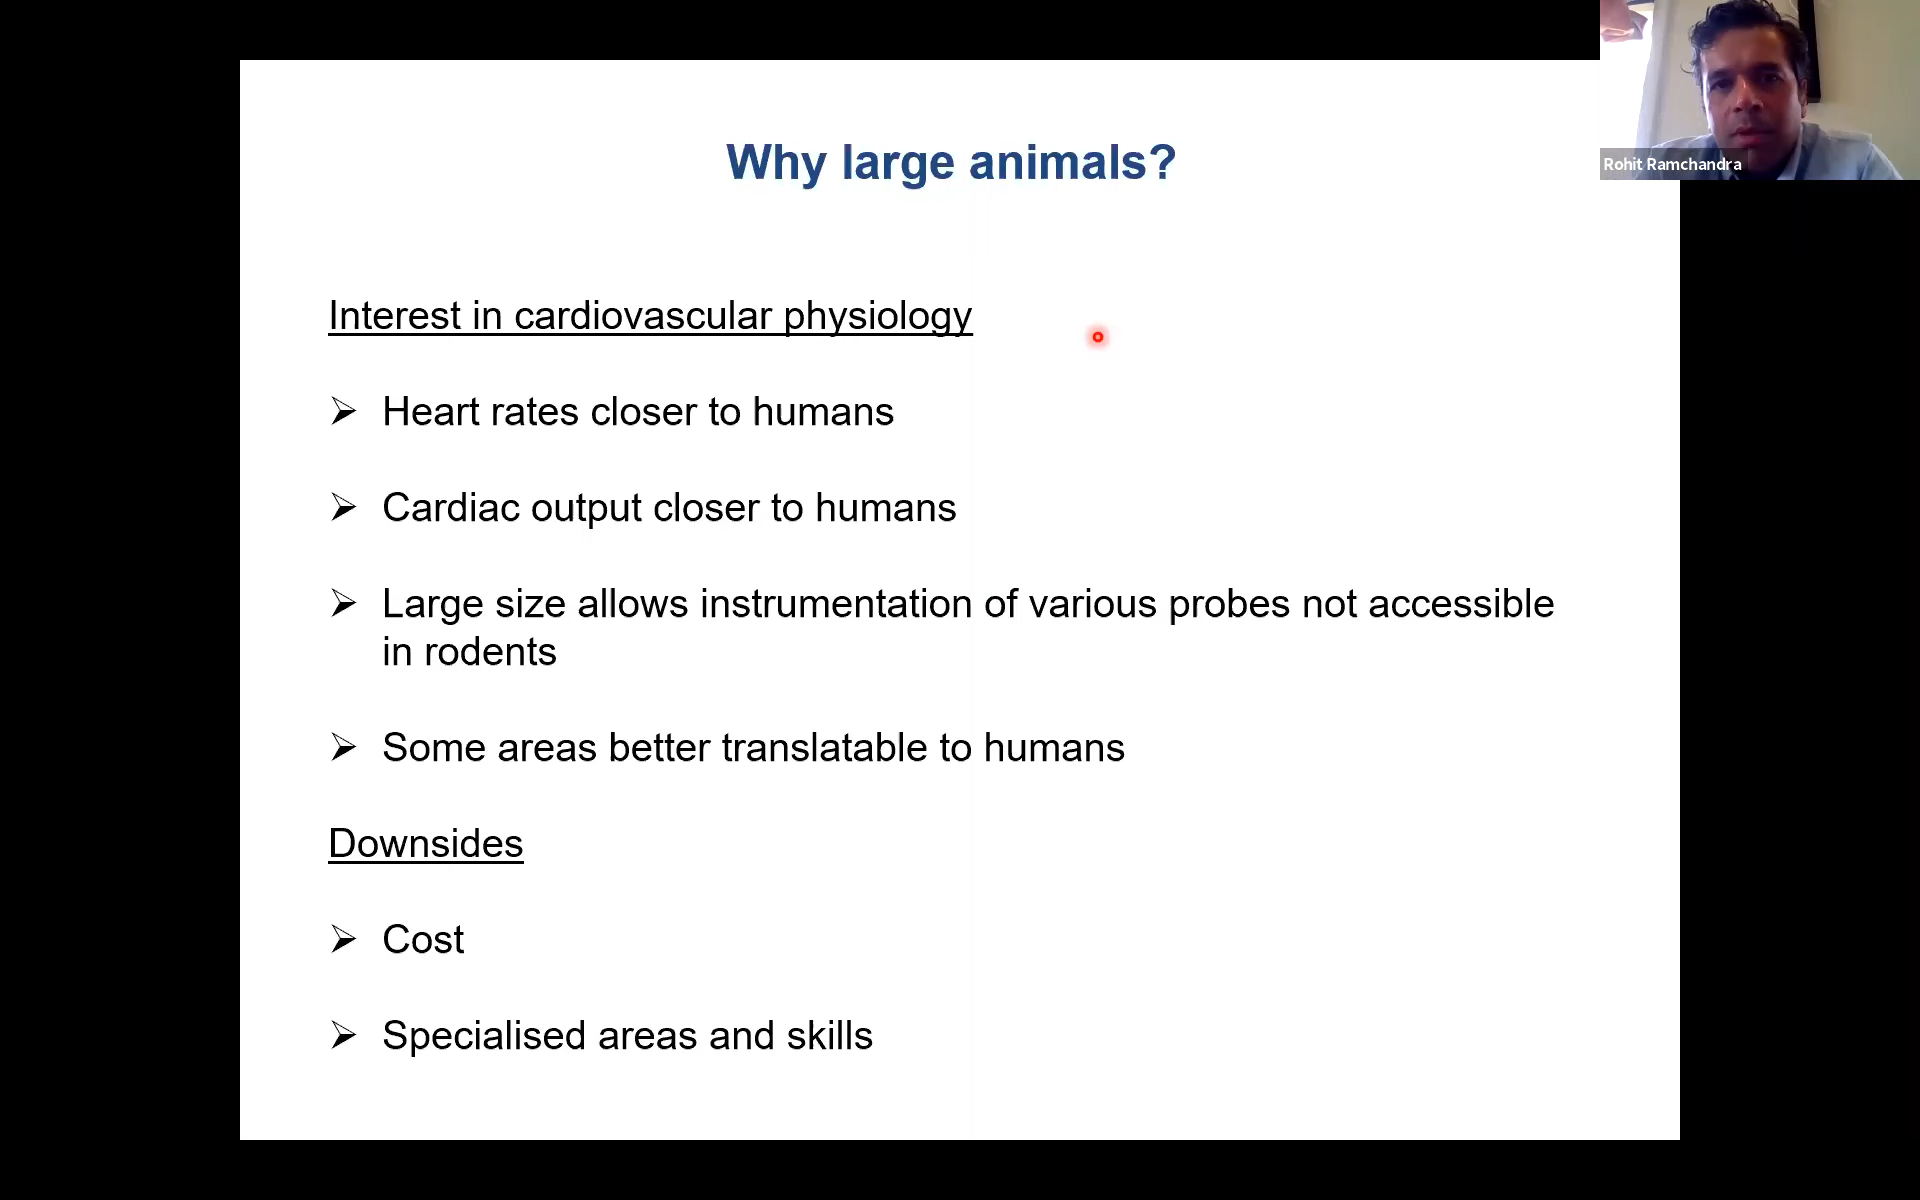 Why large animals?
Rohit Ramchandra
Interest in cardiovascular physiology
➢ Heart rates closer to humans
➢ Cardiac output closer to humans
➢ Large size allows instrumentation of various probes not accessible
in rodents
➢ Some areas better translatable to humans
Downsides
➢ Cost
➢ Specialised areas and skills